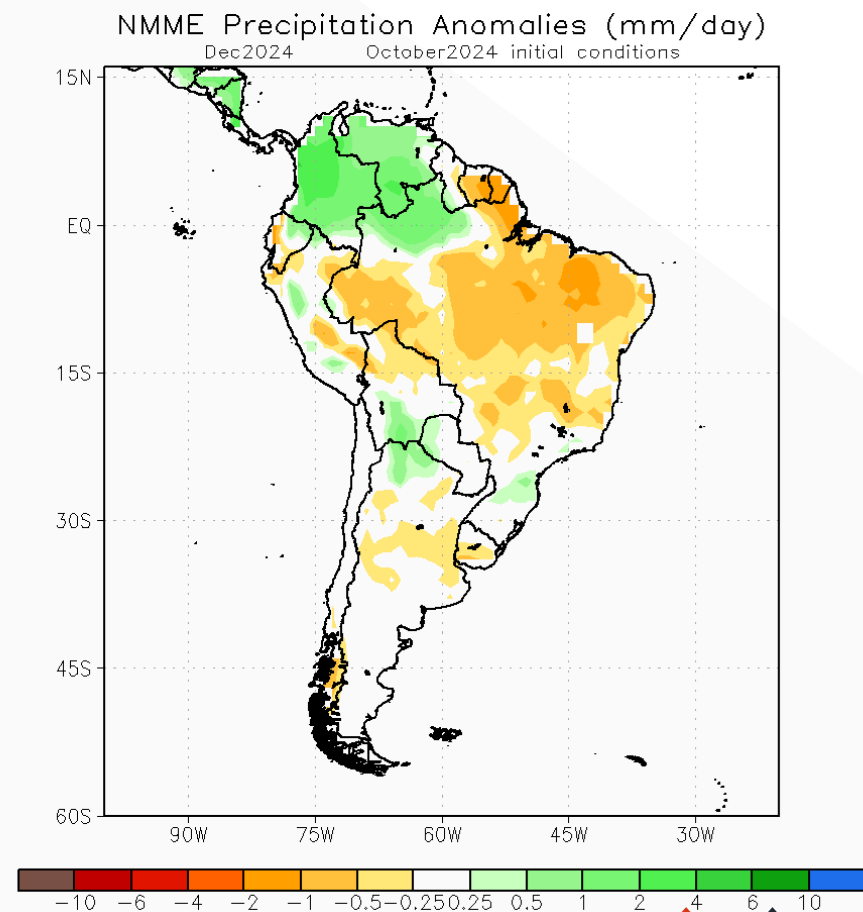 NMME Precipitation Anomalies (mm/day)
Dec2024 October2024 initial conditions
15N
EQ
15S
30S
45S
60S
90W 75W 60W 45W 30W
-10 -6 -4 -2 -1 -0.5 -0.25 0.25 0.5 1 2 4 6 10